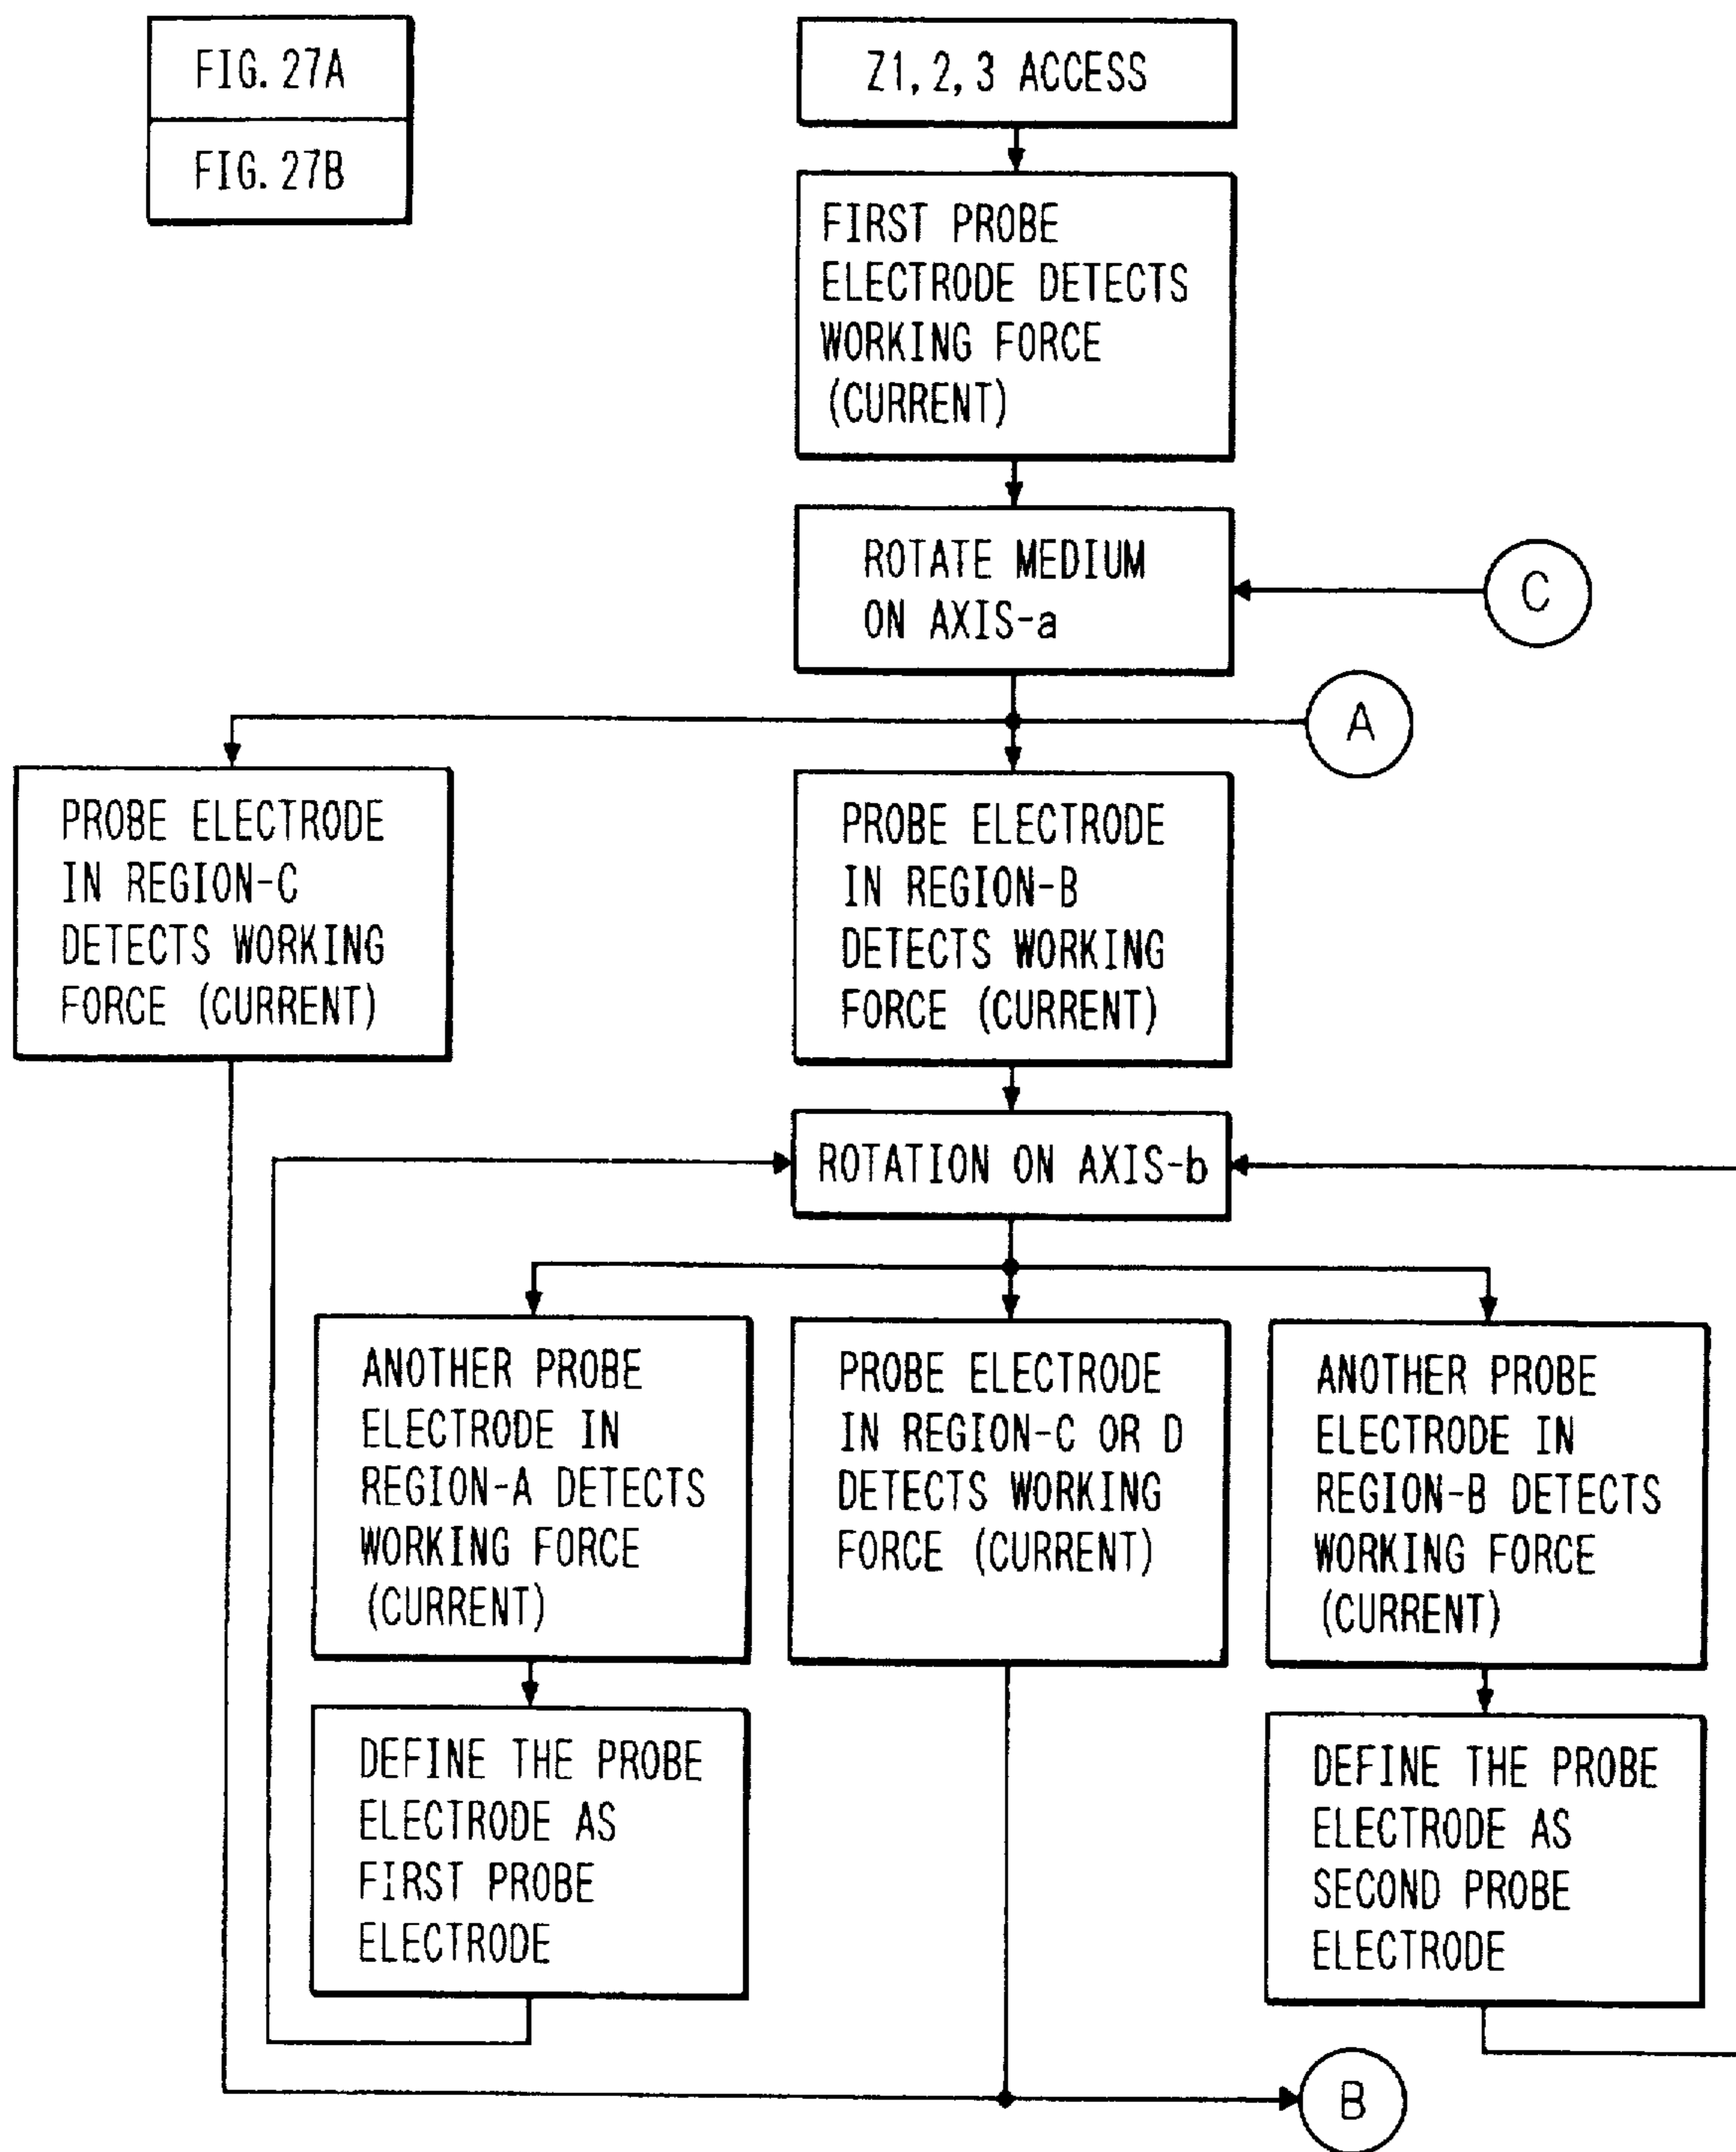 FIG. 27A
FIG. 27B
Z1, 2, 3 ACCESS
FIRST PROBE
ELECTRODE DETECTS
WORKING FORCE
(CURRENT)
ROTATE MEDIUM
ON AXIS-a
C
A
PROBE ELECTRODE
IN REGION-C
DETECTS WORKING
FORCE (CURRENT)
PROBE ELECTRODE
IN REGION-B
DETECTS WORKING
FORCE (CURRENT)
ROTATION ON AXIS-b
ANOTHER PROBE
ELECTRODE IN
REGION-A DETECTS
WORKING FORCE
(CURRENT)
PROBE ELECTRODE
IN REGION-C OR D
DETECTS WORKING
FORCE (CURRENT)
ANOTHER PROBE
ELECTRODE IN
REGION-B DETECTS
WORKING FORCE
(CURRENT)
DEFINE THE PROBE
ELECTRODE AS
FIRST PROBE
ELECTRODE
DEFINE THE PROBE
ELECTRODE AS
SECOND PROBE
ELECTRODE
B